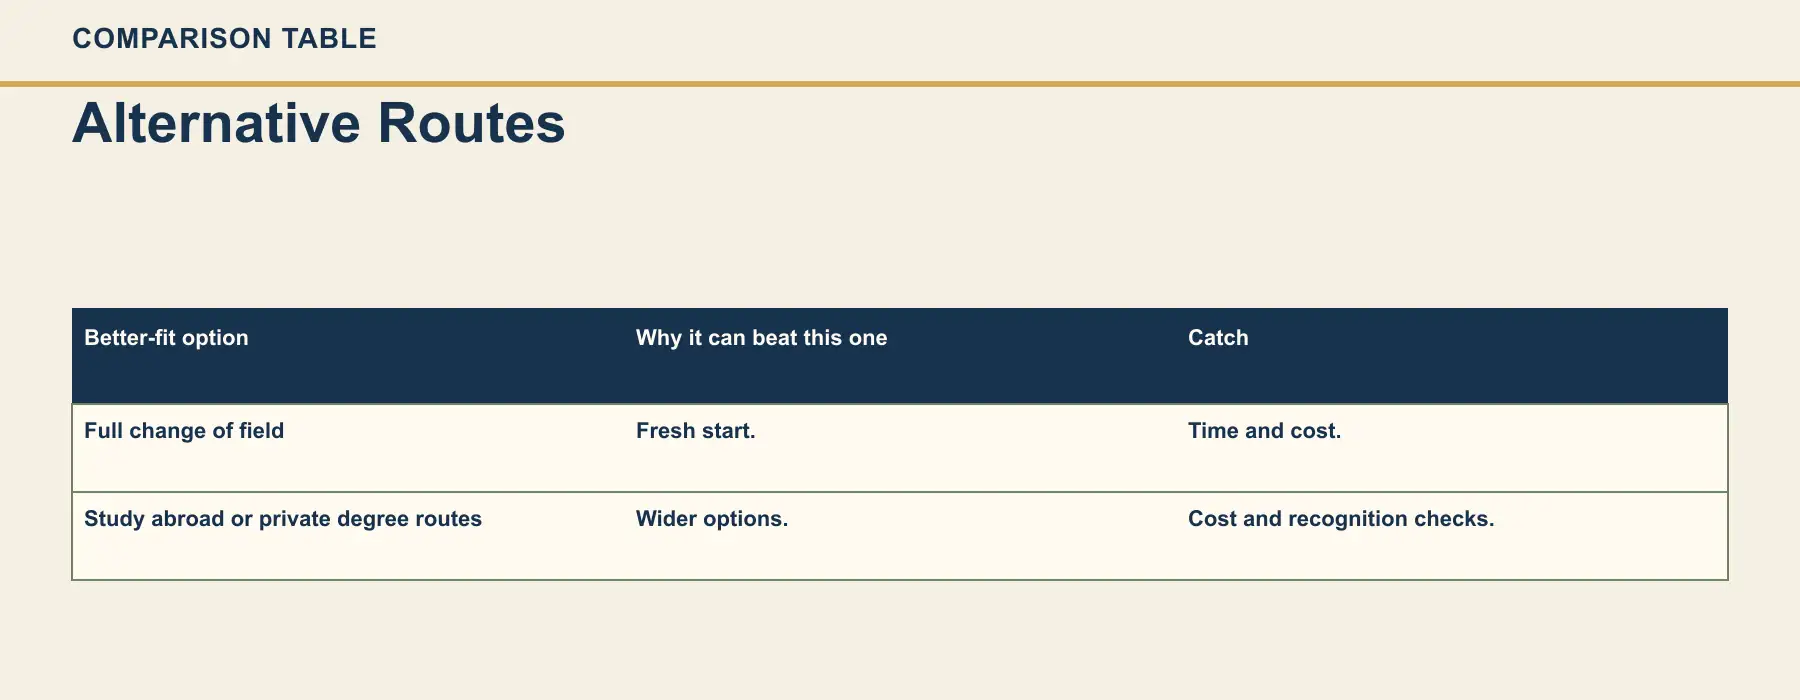 COMPARISON TABLE
Alternative Routes
Better-fit option Why it can beat this one Catch
Full change of field Fresh start. Time and cost.
Study abroad or private degree routes Wider options. Cost and recognition checks.